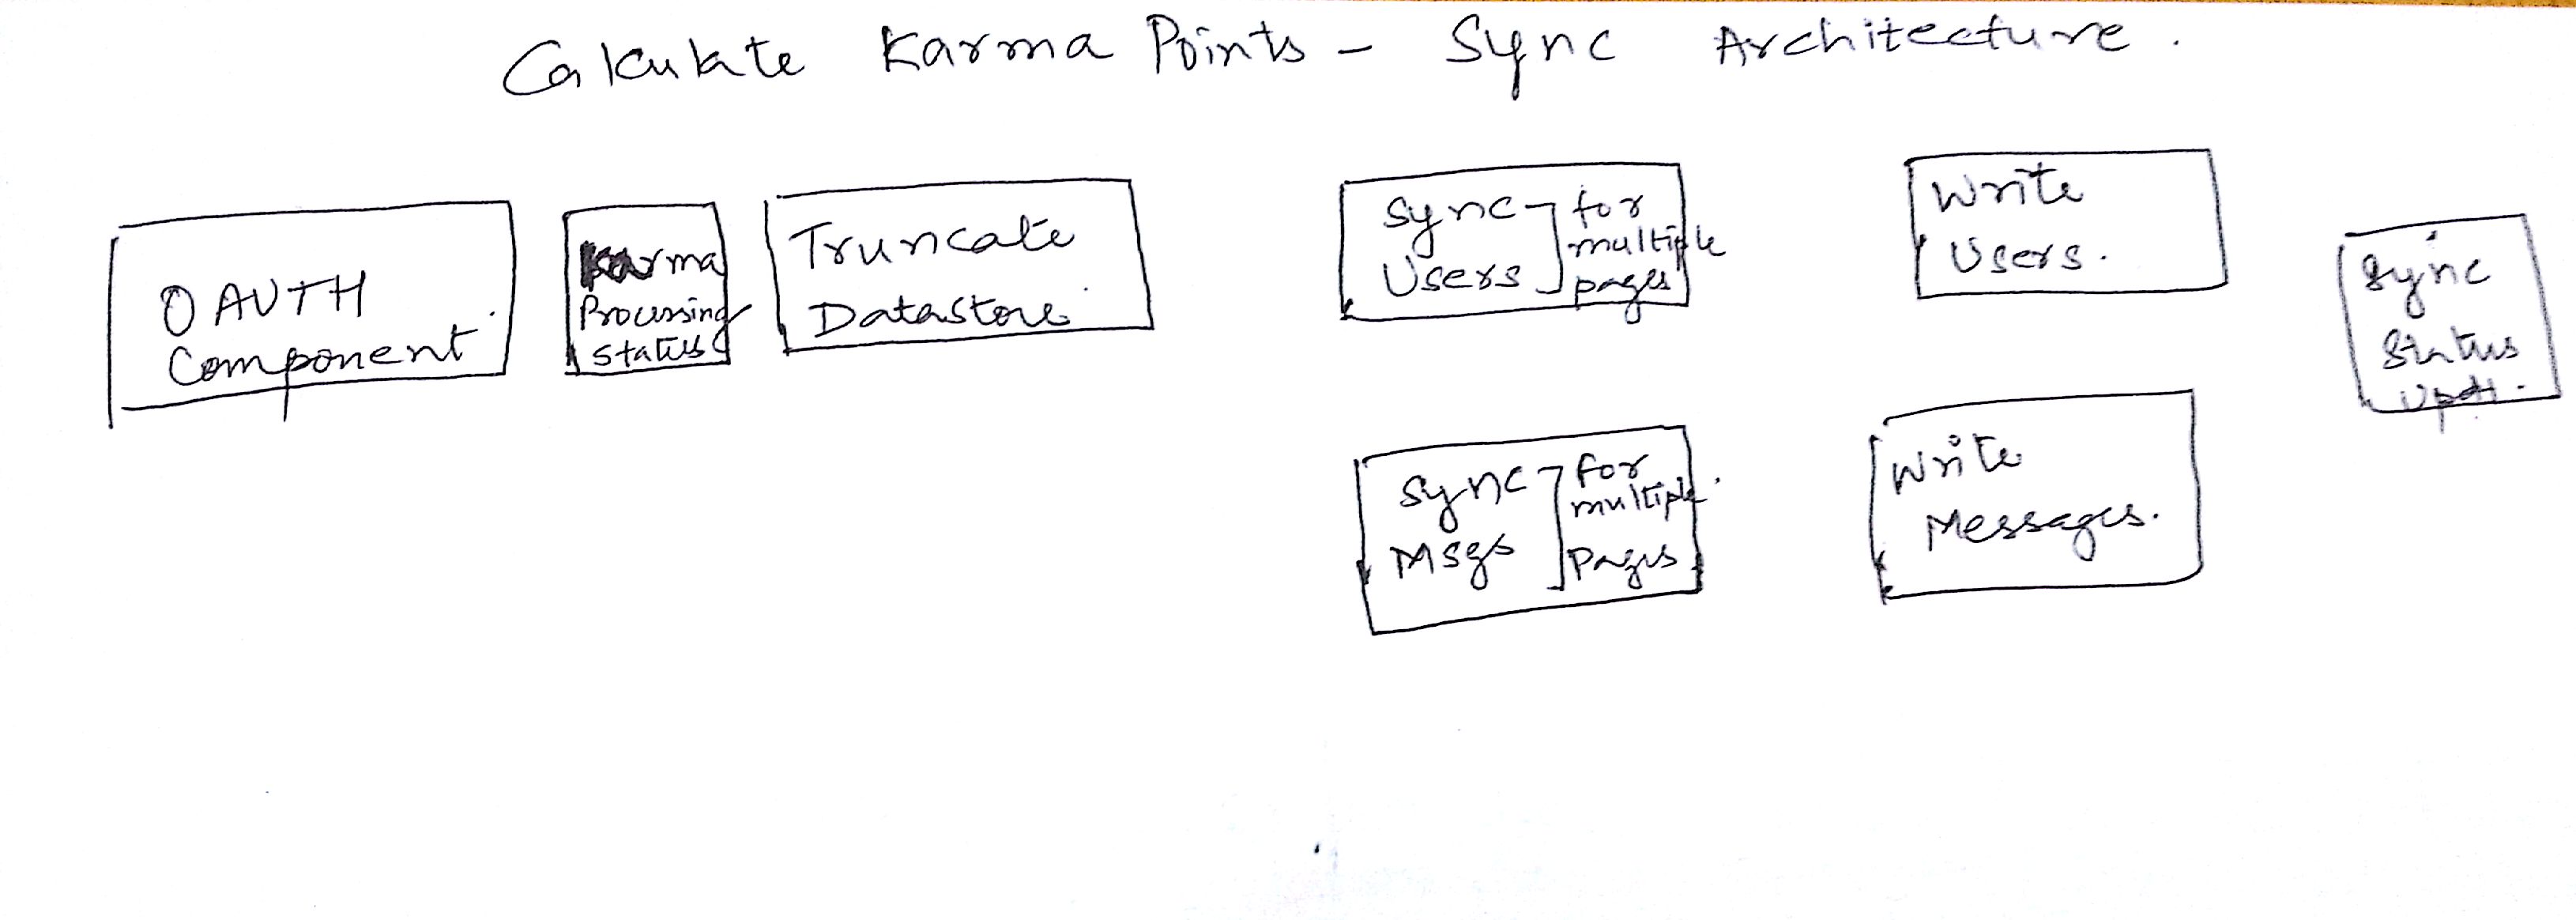 Calculate Karma Points - Sync Architecture.
OAUTH
Component
Karma
Processing
Status
Truncate
Datastore
Sync
Users
for
multiple
pages
Write
Users.
Sync
Status
Updt.
Sync
Msgs
for
multiple
Pages
Write
Messages.